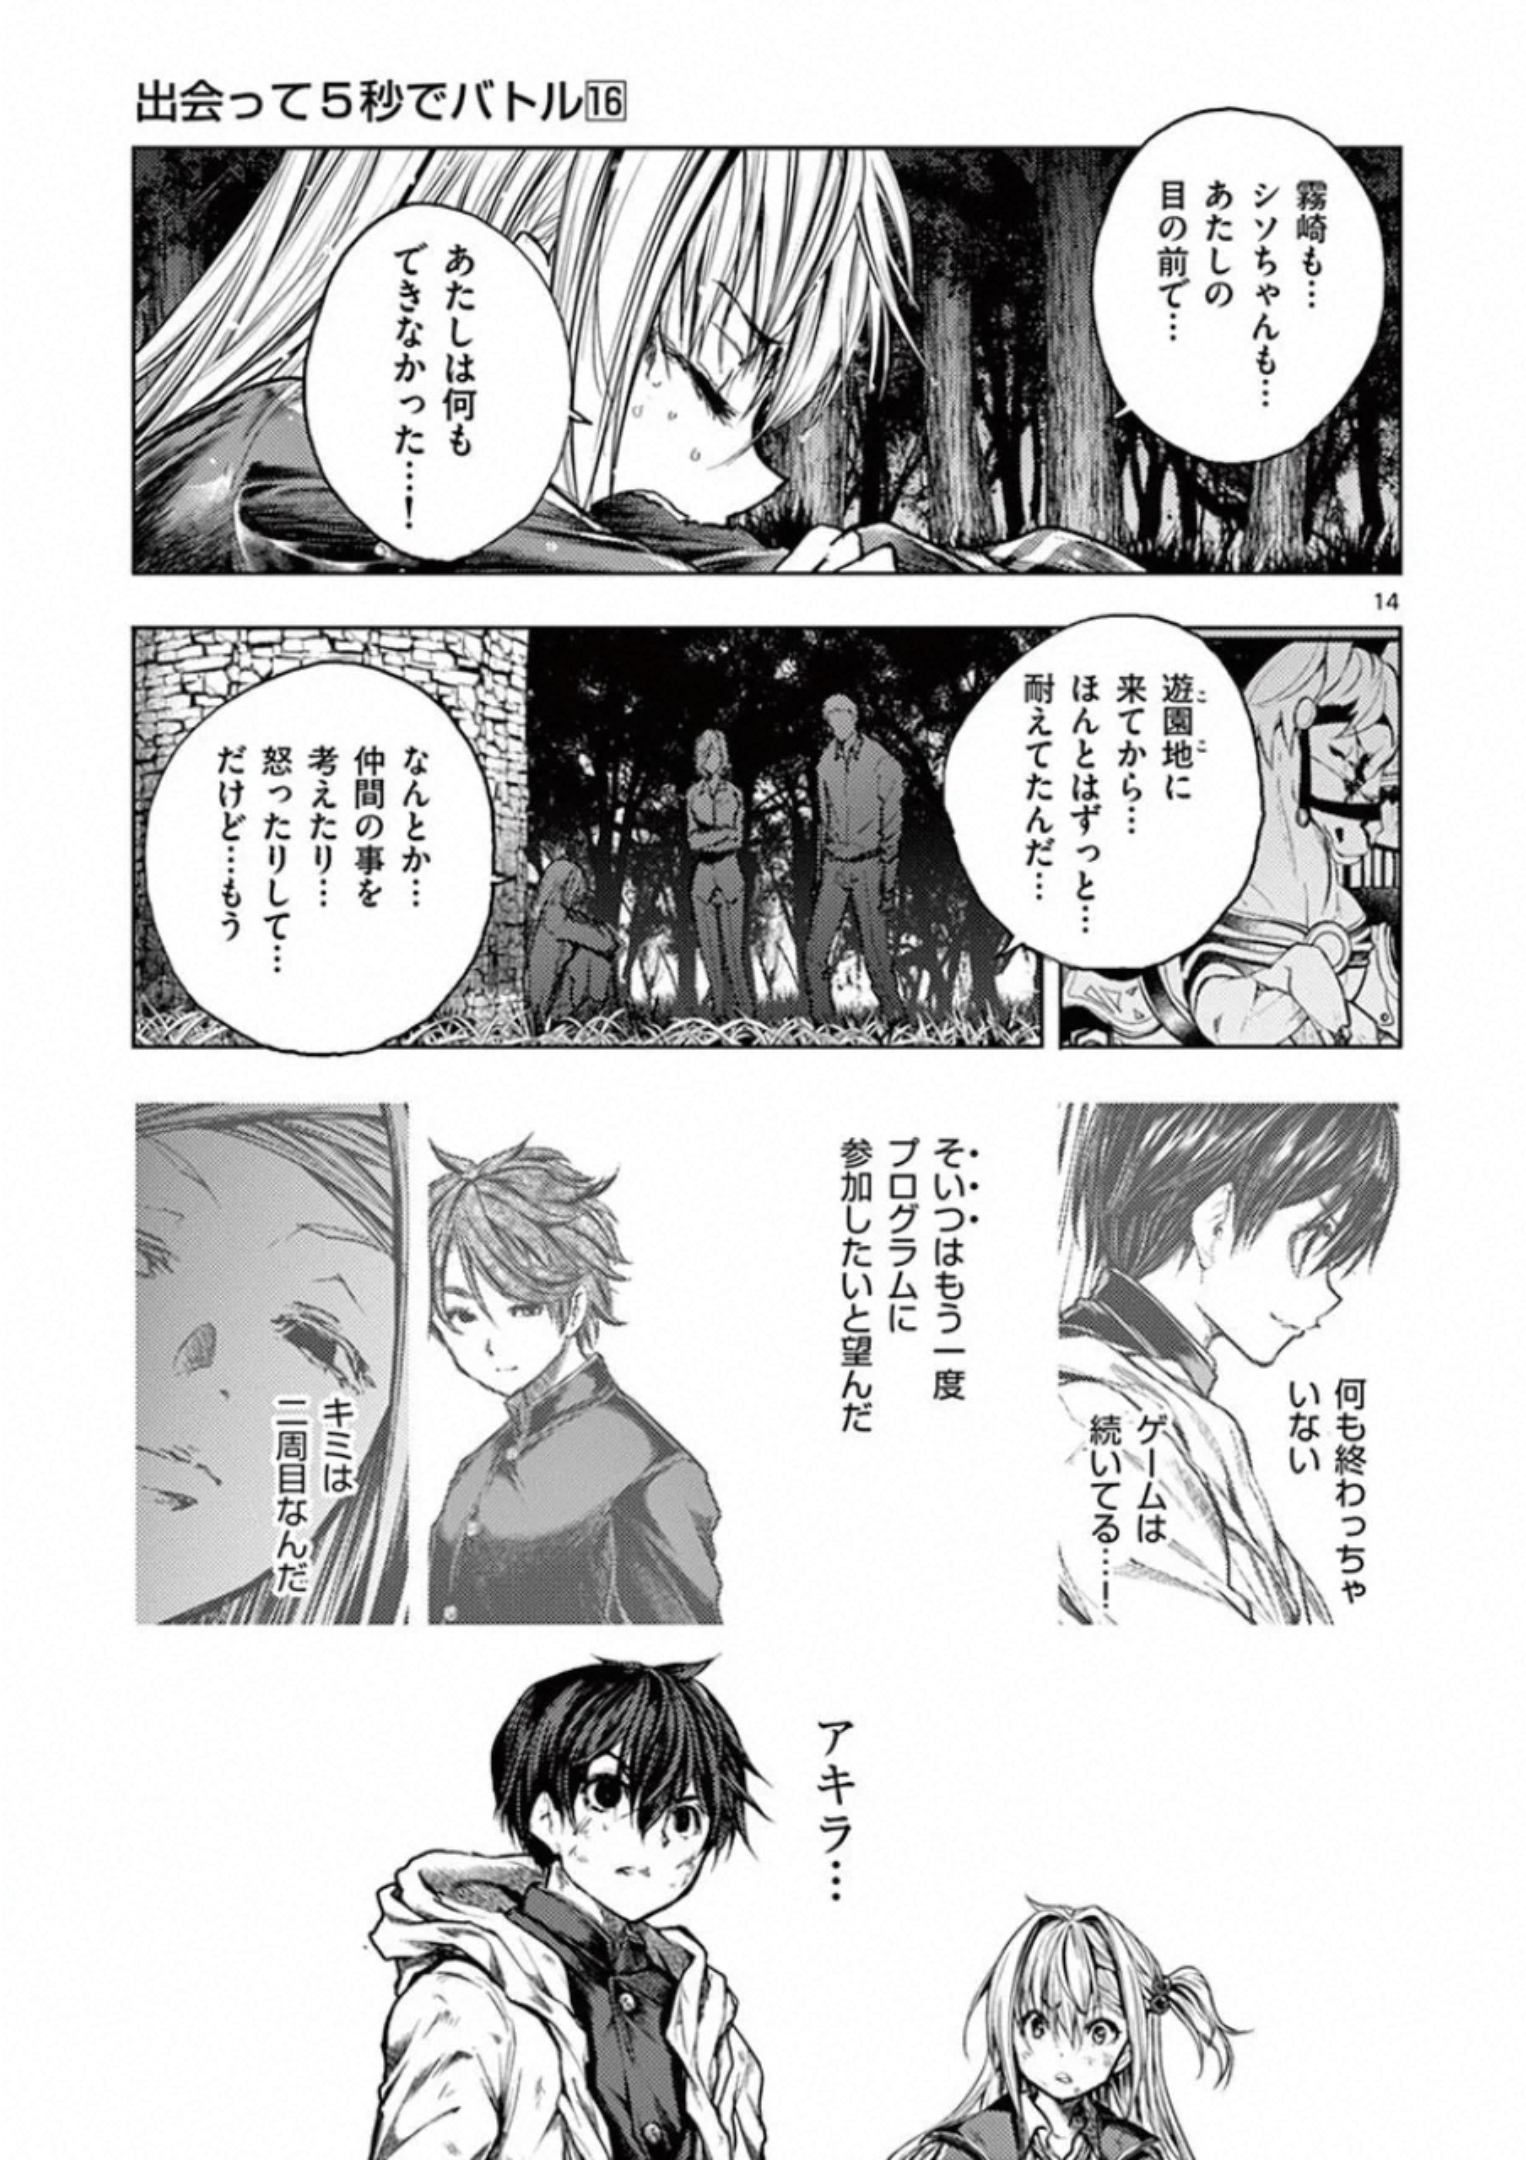 出会って5秒でバトル16
霧崎も…
シソちゃんも…
あたしの
目の前で…
あたしは何も
できなかった…!
14
遊園地に
ここ
来てから…
ほんとはずっと…
耐えてたんだ…
なんとか…
仲間の事を
考えたり…
怒ったりして…
だけど…もう
何も終わっちゃ
いない
ゲームは
続いてる……!
そいつはもう一度
プログラムに
参加したいと望んだ
キミは
二周目なんだ
アキラ…